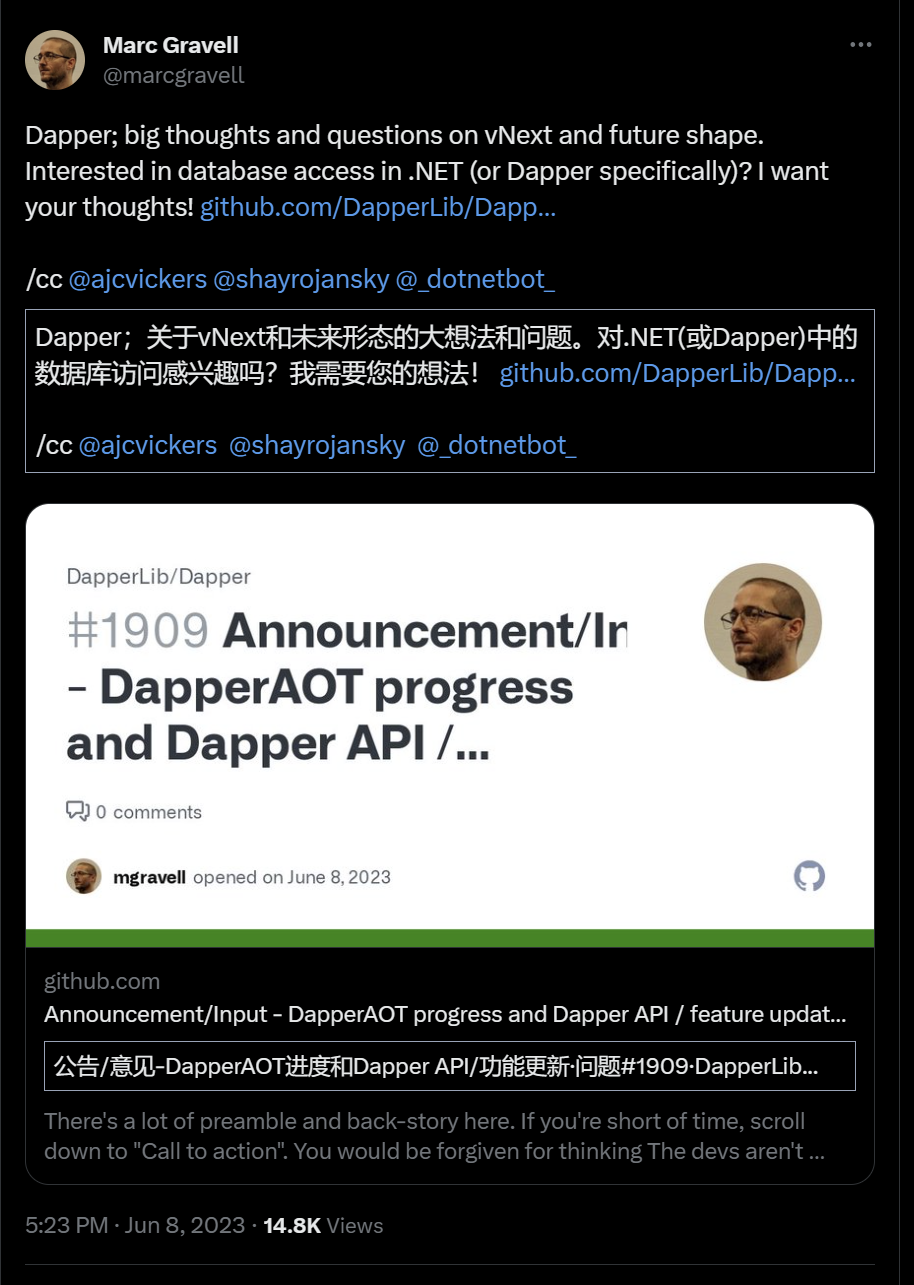 Marc Gravell
@marcgravell
Dapper; big thoughts and questions on vNext and future shape.
Interested in database access in .NET (or Dapper specifically)? I want
your thoughts! github.com/DapperLib/Dapp...
/cc @ajcvickers @shayrojansky @_dotnetbot_
Dapper；关于vNext和未来形态的大想法和问题。对.NET(或Dapper)中的
数据库访问感兴趣吗？我需要您的想法！ github.com/DapperLib/Dapp...
/cc @ajcvickers @shayrojansky @_dotnetbot_
DapperLib/Dapper
#1909 Announcement/In
- DapperAOT progress
and Dapper API /...
0 comments
mgravell opened on June 8, 2023
github.com
Announcement/Input - DapperAOT progress and Dapper API / feature updat...
公告/意见-DapperAOT进度和Dapper API/功能更新·问题#1909·DapperLib...
There's a lot of preamble and back-story here. If you're short of time, scroll
down to "Call to action". You would be forgiven for thinking The devs aren't ...
5:23 PM · Jun 8, 2023 · 14.8K Views